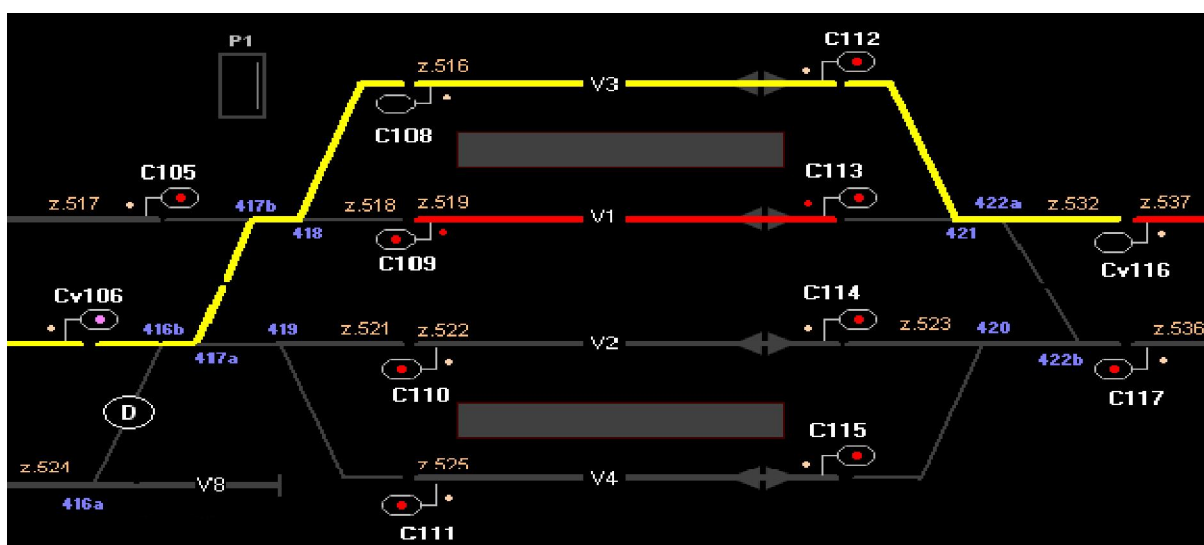 P1
C112
z.516
V3
C108
C105
C113
z.517
417b
z.518
z.519
V1
422a
z.532
z.537
418
421
C109
Cv116
Cv106
C114
416b
419
z.521
z.522
V2
z.523
420
z.536
417a
422b
C110
C117
D
C115
z.524
z.525
V8
V4
416a
C111